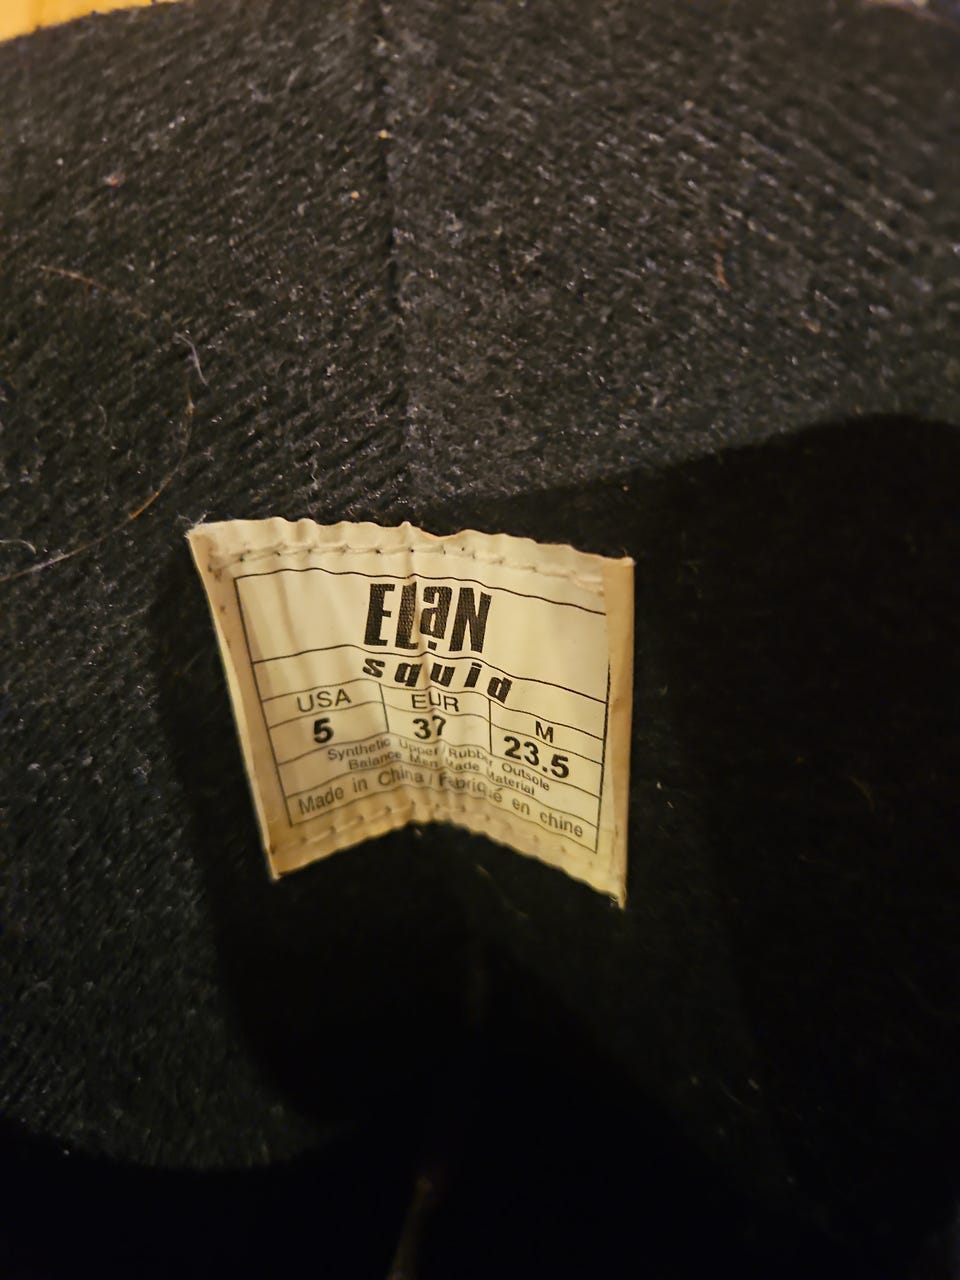 ELaN
squid
USA EUR M
5 37 23.5
Synthetic Upper / Rubber Outsole
Balance Man Made Material
Made in China / Fabriqué en chine